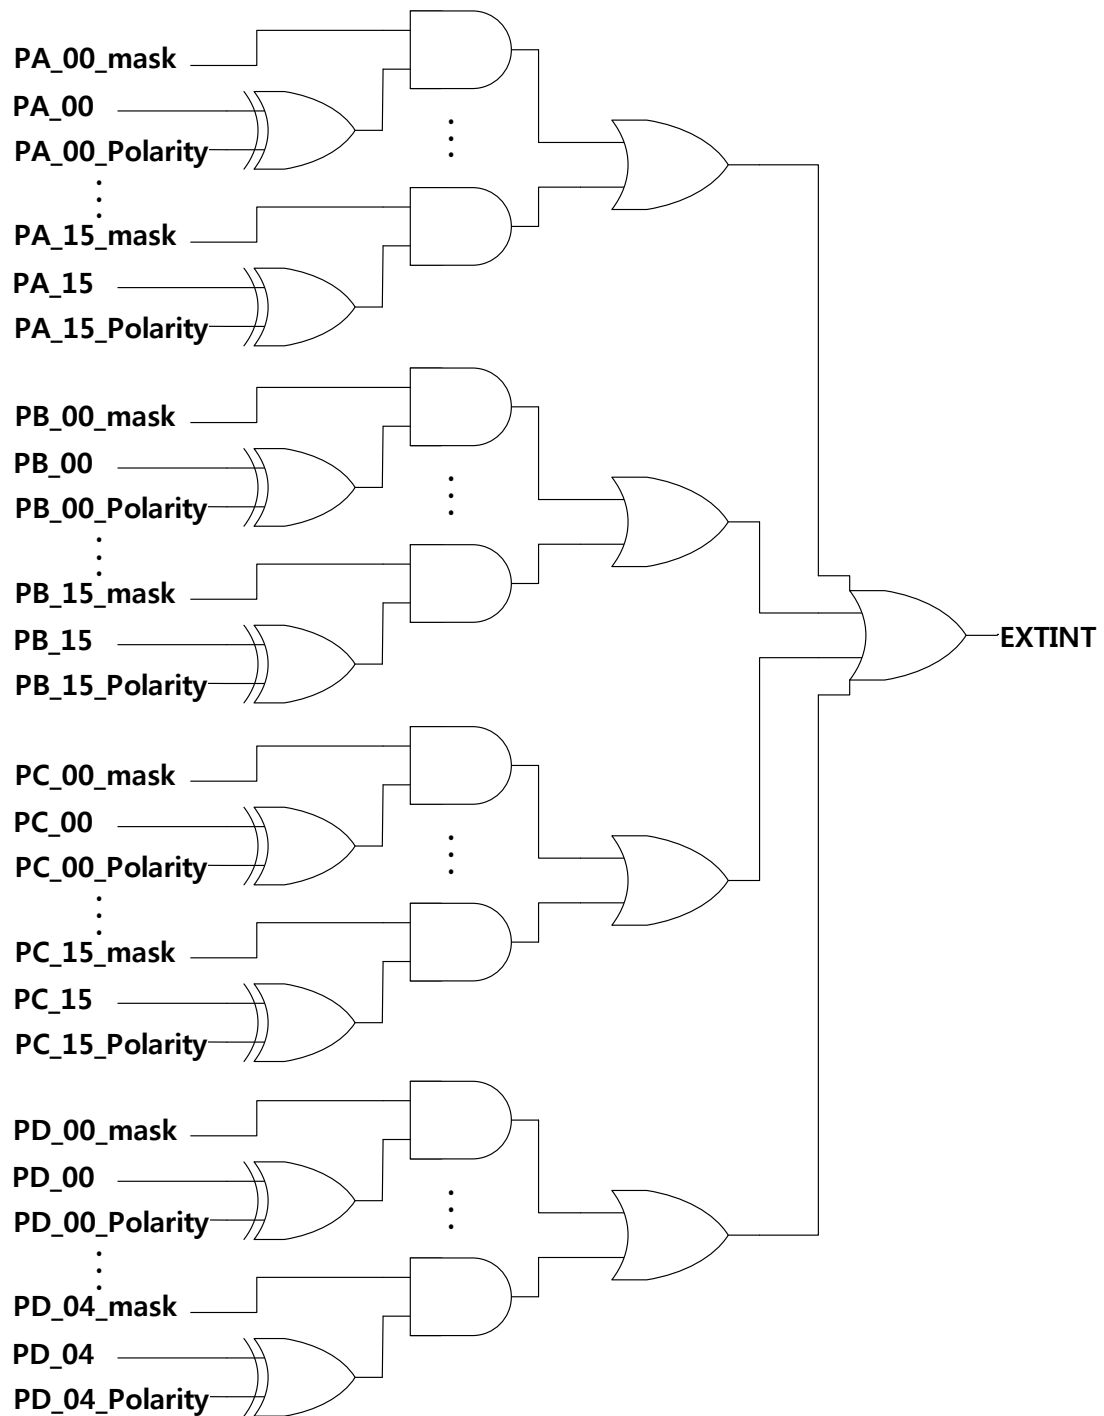 PA_00_mask
PA_00
PA_00_Polarity
PA_15_mask
PA_15
PA_15_Polarity
PB_00_mask
PB_00
PB_00_Polarity
PB_15_mask
PB_15
PB_15_Polarity
EXTINT
PC_00_mask
PC_00
PC_00_Polarity
PC_15_mask
PC_15
PC_15_Polarity
PD_00_mask
PD_00
PD_00_Polarity
PD_04_mask
PD_04
PD_04_Polarity